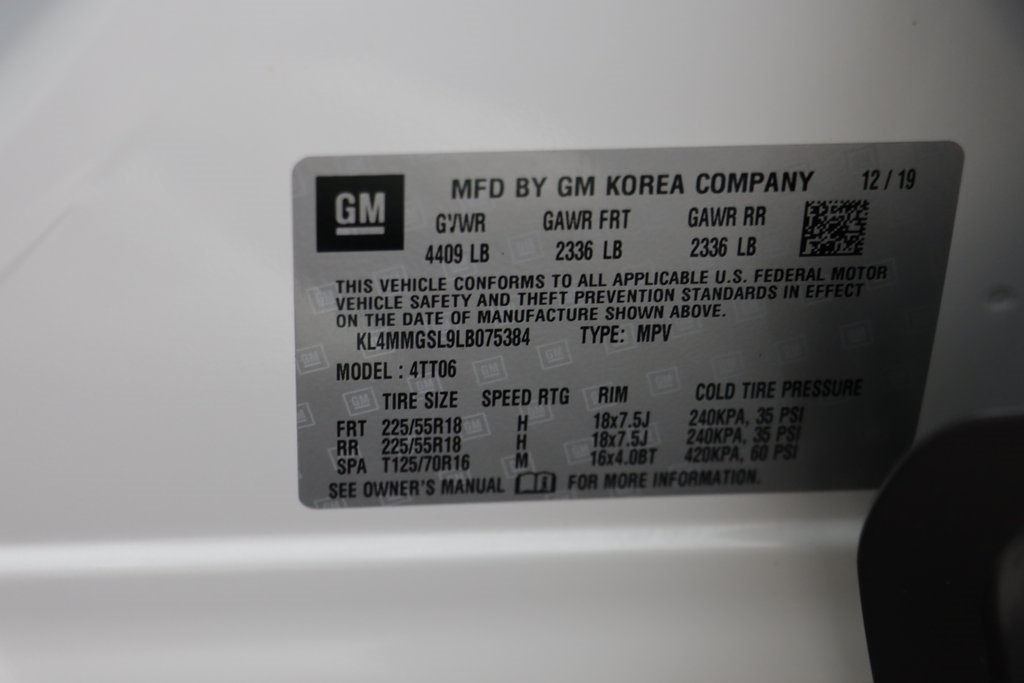 GM
MFD BY GM KOREA COMPANY 12 / 19
GVWR GAWR FRT GAWR RR
4409 LB 2336 LB 2336 LB
THIS VEHICLE CONFORMS TO ALL APPLICABLE U.S. FEDERAL MOTOR
VEHICLE SAFETY AND THEFT PREVENTION STANDARDS IN EFFECT
ON THE DATE OF MANUFACTURE SHOWN ABOVE.
KL4MMGSL9LB075384 TYPE: MPV
MODEL : 4TT06
TIRE SIZE SPEED RTG RIM COLD TIRE PRESSURE
FRT 225/55R18 H 18x7.5J 240KPA, 35 PSI
RR 225/55R18 H 18x7.5J 240KPA, 35 PSI
SPA T125/70R16 M 16x4.0BT 420KPA, 60 PSI
SEE OWNER'S MANUAL FOR MORE INFORMATION.